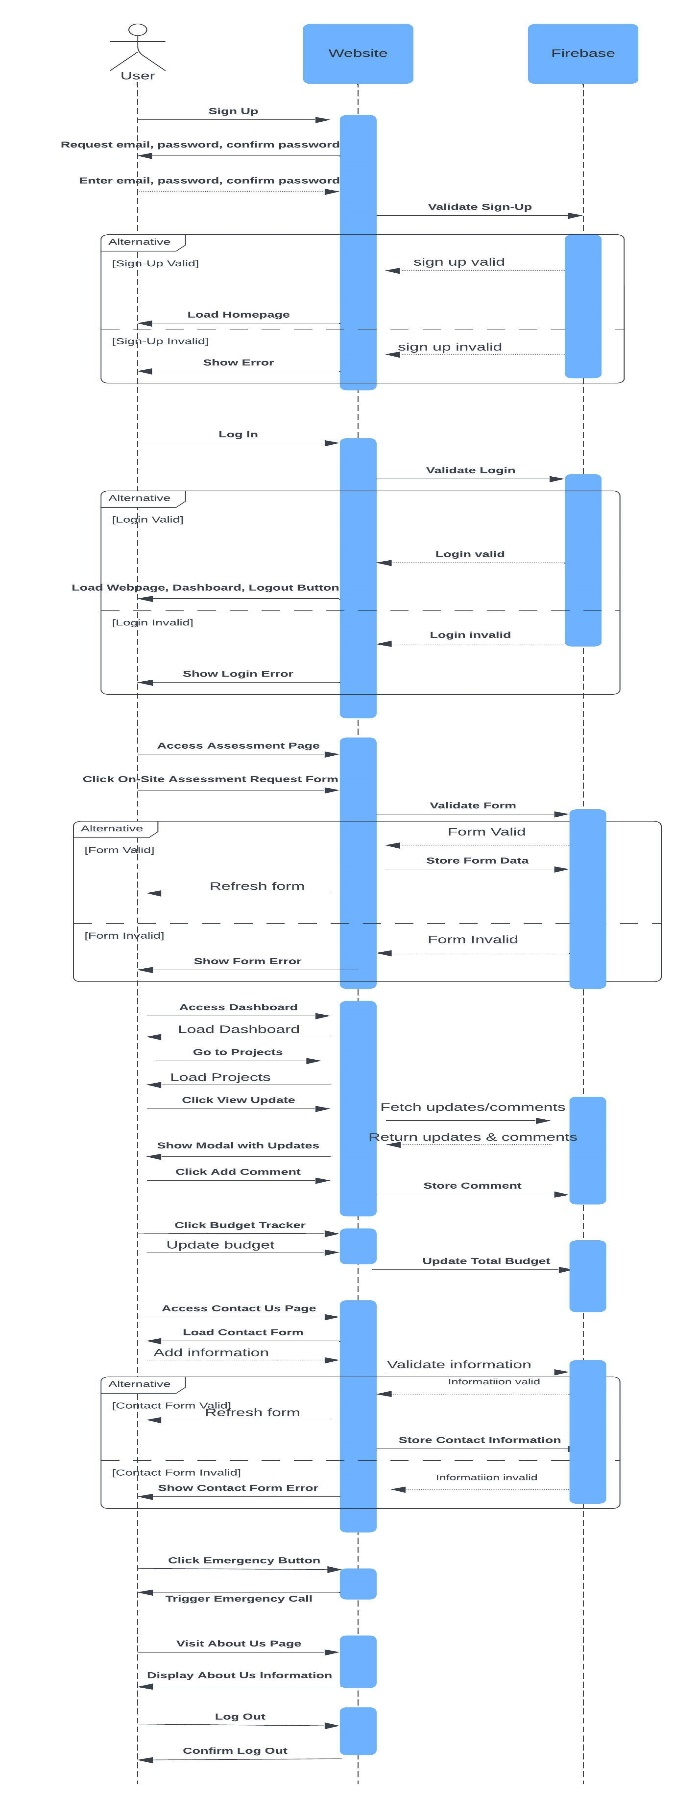 User
Website
Firebase
Sign Up
Request email, password, confirm password
Enter email, password, confirm password
Validate Sign-Up
Alternative
[Sign-Up Valid]
sign up valid
Load Homepage
[Sign-Up Invalid]
sign up invalid
Show Error
Log In
Validate Login
Alternative
[Login Valid]
Login valid
Load Webpage, Dashboard, Logout Button
[Login Invalid]
Login invalid
Show Login Error
Access Assessment Page
Click On-Site Assessment Request Form
Validate Form
Alternative
Form Valid
[Form Valid]
Store Form Data
Refresh form
[Form Invalid]
Form Invalid
Show Form Error
Access Dashboard
Load Dashboard
Go to Projects
Load Projects
Click View Update
Fetch updates/comments
Return updates & comments
Show Modal with Updates
Click Add Comment
Store Comment
Click Budget Tracker
Update budget
Update Total Budget
Access Contact Us Page
Load Contact Form
Add information
Validate information
Alternative
Informatiion valid
[Contact Form Valid]
Refresh form
Store Contact Information
[Contact Form Invalid]
Informatiion invalid
Show Contact Form Error
Click Emergency Button
Trigger Emergency Call
Visit About Us Page
Display About Us Information
Log Out
Confirm Log Out